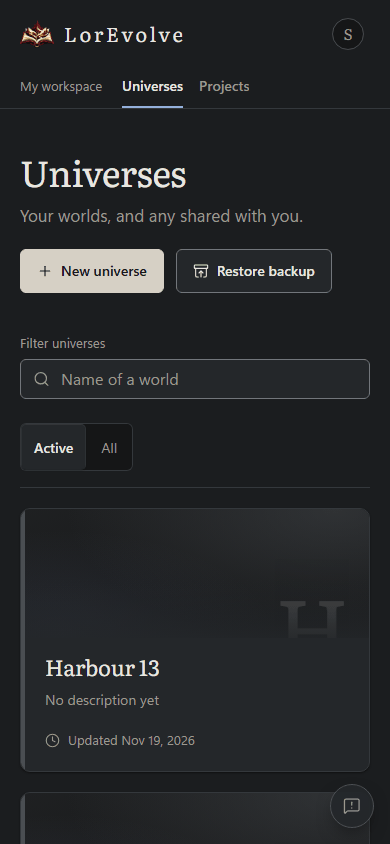 LorEvolve
S
My workspace
Universes
Projects
Universes
Your worlds, and any shared with you.
New universe
Restore backup
Filter universes
Name of a world
Active
All
H
Harbour 13
No description yet
Updated Nov 19, 2026